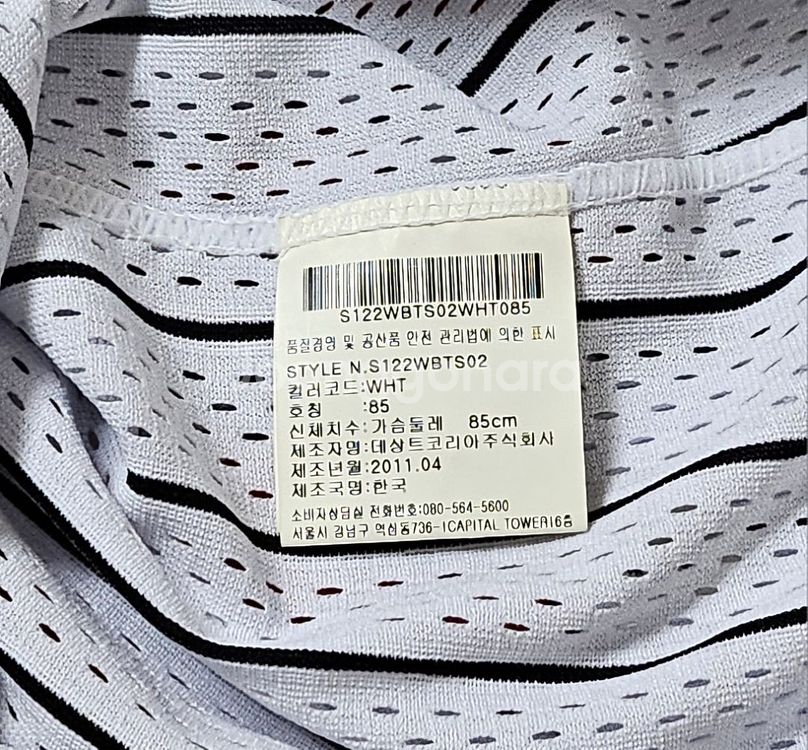 S122WBTS02WHT085
품질경영 및 공산품 안전 관리법에 의한 표시
STYLE N.S122WBTS02
컬러코드:WHT
호칭 :85
신체치수:가슴둘레 85cm
제조자명:데상트코리아주식회사
제조년월:2011.04
제조국명:한국
소비자상담실 전화번호:080-564-5600
서울시 강남구 역삼동736-1CAPITAL TOWER16층